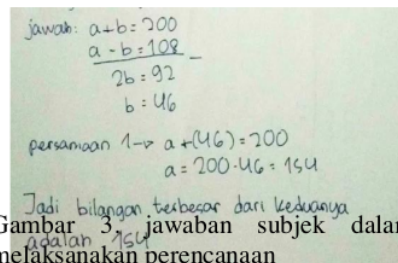 jawab: a+b=200
a-b=108 -
2b=92
b=46
persamaan 1→ a+(46)=200
a=200-46=154
Jadi bilangan terbesar dari keduanya
adalah 154
Gambar 3. jawaban subjek dalam
melaksanakan perencanaan